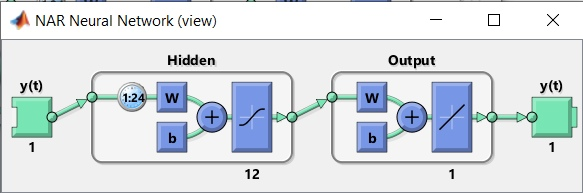 NAR Neural Network (view)
Hidden
Output
y(t)
1:24
W
b
+
W
b
+
y(t)
1
12
1
1